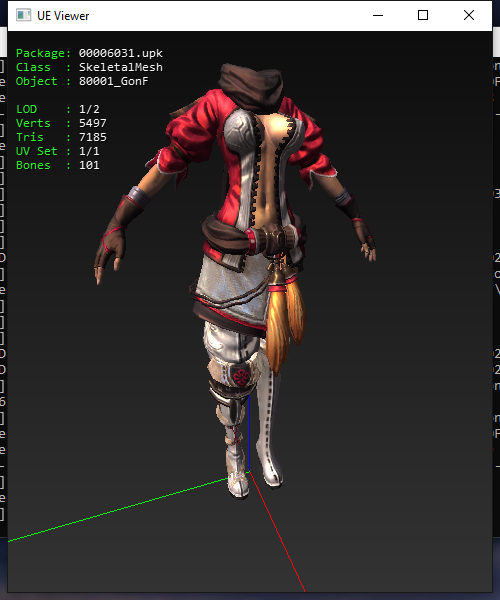 UE Viewer
Package: 00006031.upk
Class : SkeletalMesh
Object : 80001_GonF
LOD : 1/2
Verts : 5497
Tris : 7185
UV Set : 1/1
Bones : 101